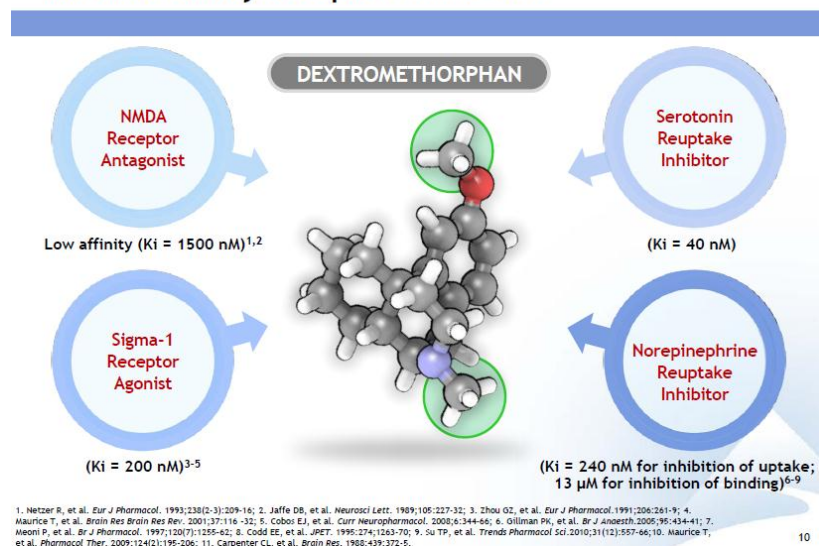 DEXTROMETHORPHAN
NMDA
Receptor
Antagonist
Low affinity (Ki = 1500 nM)1,2
Serotonin
Reuptake
Inhibitor
(Ki = 40 nM)
Sigma-1
Receptor
Agonist
(Ki = 200 nM)3-5
Norepinephrine
Reuptake
Inhibitor
(Ki = 240 nM for inhibition of uptake;
13 μM for inhibition of binding)6-9
1. Netzer R, et al. Eur J Pharmacol. 1993;238(2-3):209-16; 2. Jaffe DB, et al. Neurosci Lett. 1989;105:227-32; 3. Zhou GZ, et al. Eur J Pharmacol.1991;206:261-9; 4.
Maurice T, et al. Brain Res Brain Res Rev. 2001;37:116 -32; 5. Cobos EJ, et al. Curr Neuropharmacol. 2008;6:344-66; 6. Gillman PK, et al. Br J Anaesth.2005;95:434-41; 7.
Meoni P, et al. Br J Pharmacol. 1997;120(7):1255-62; 8. Codd EE, et al. JPET. 1995:274;1263-70; 9. Su TP, et al. Trends Pharmacol Sci.2010;31(12):557-66;10. Maurice T,
et al. Pharmacol Ther. 2009;124(2):195-206; 11. Carpenter CL, et al. Brain Res. 1988:439:372-5.
10